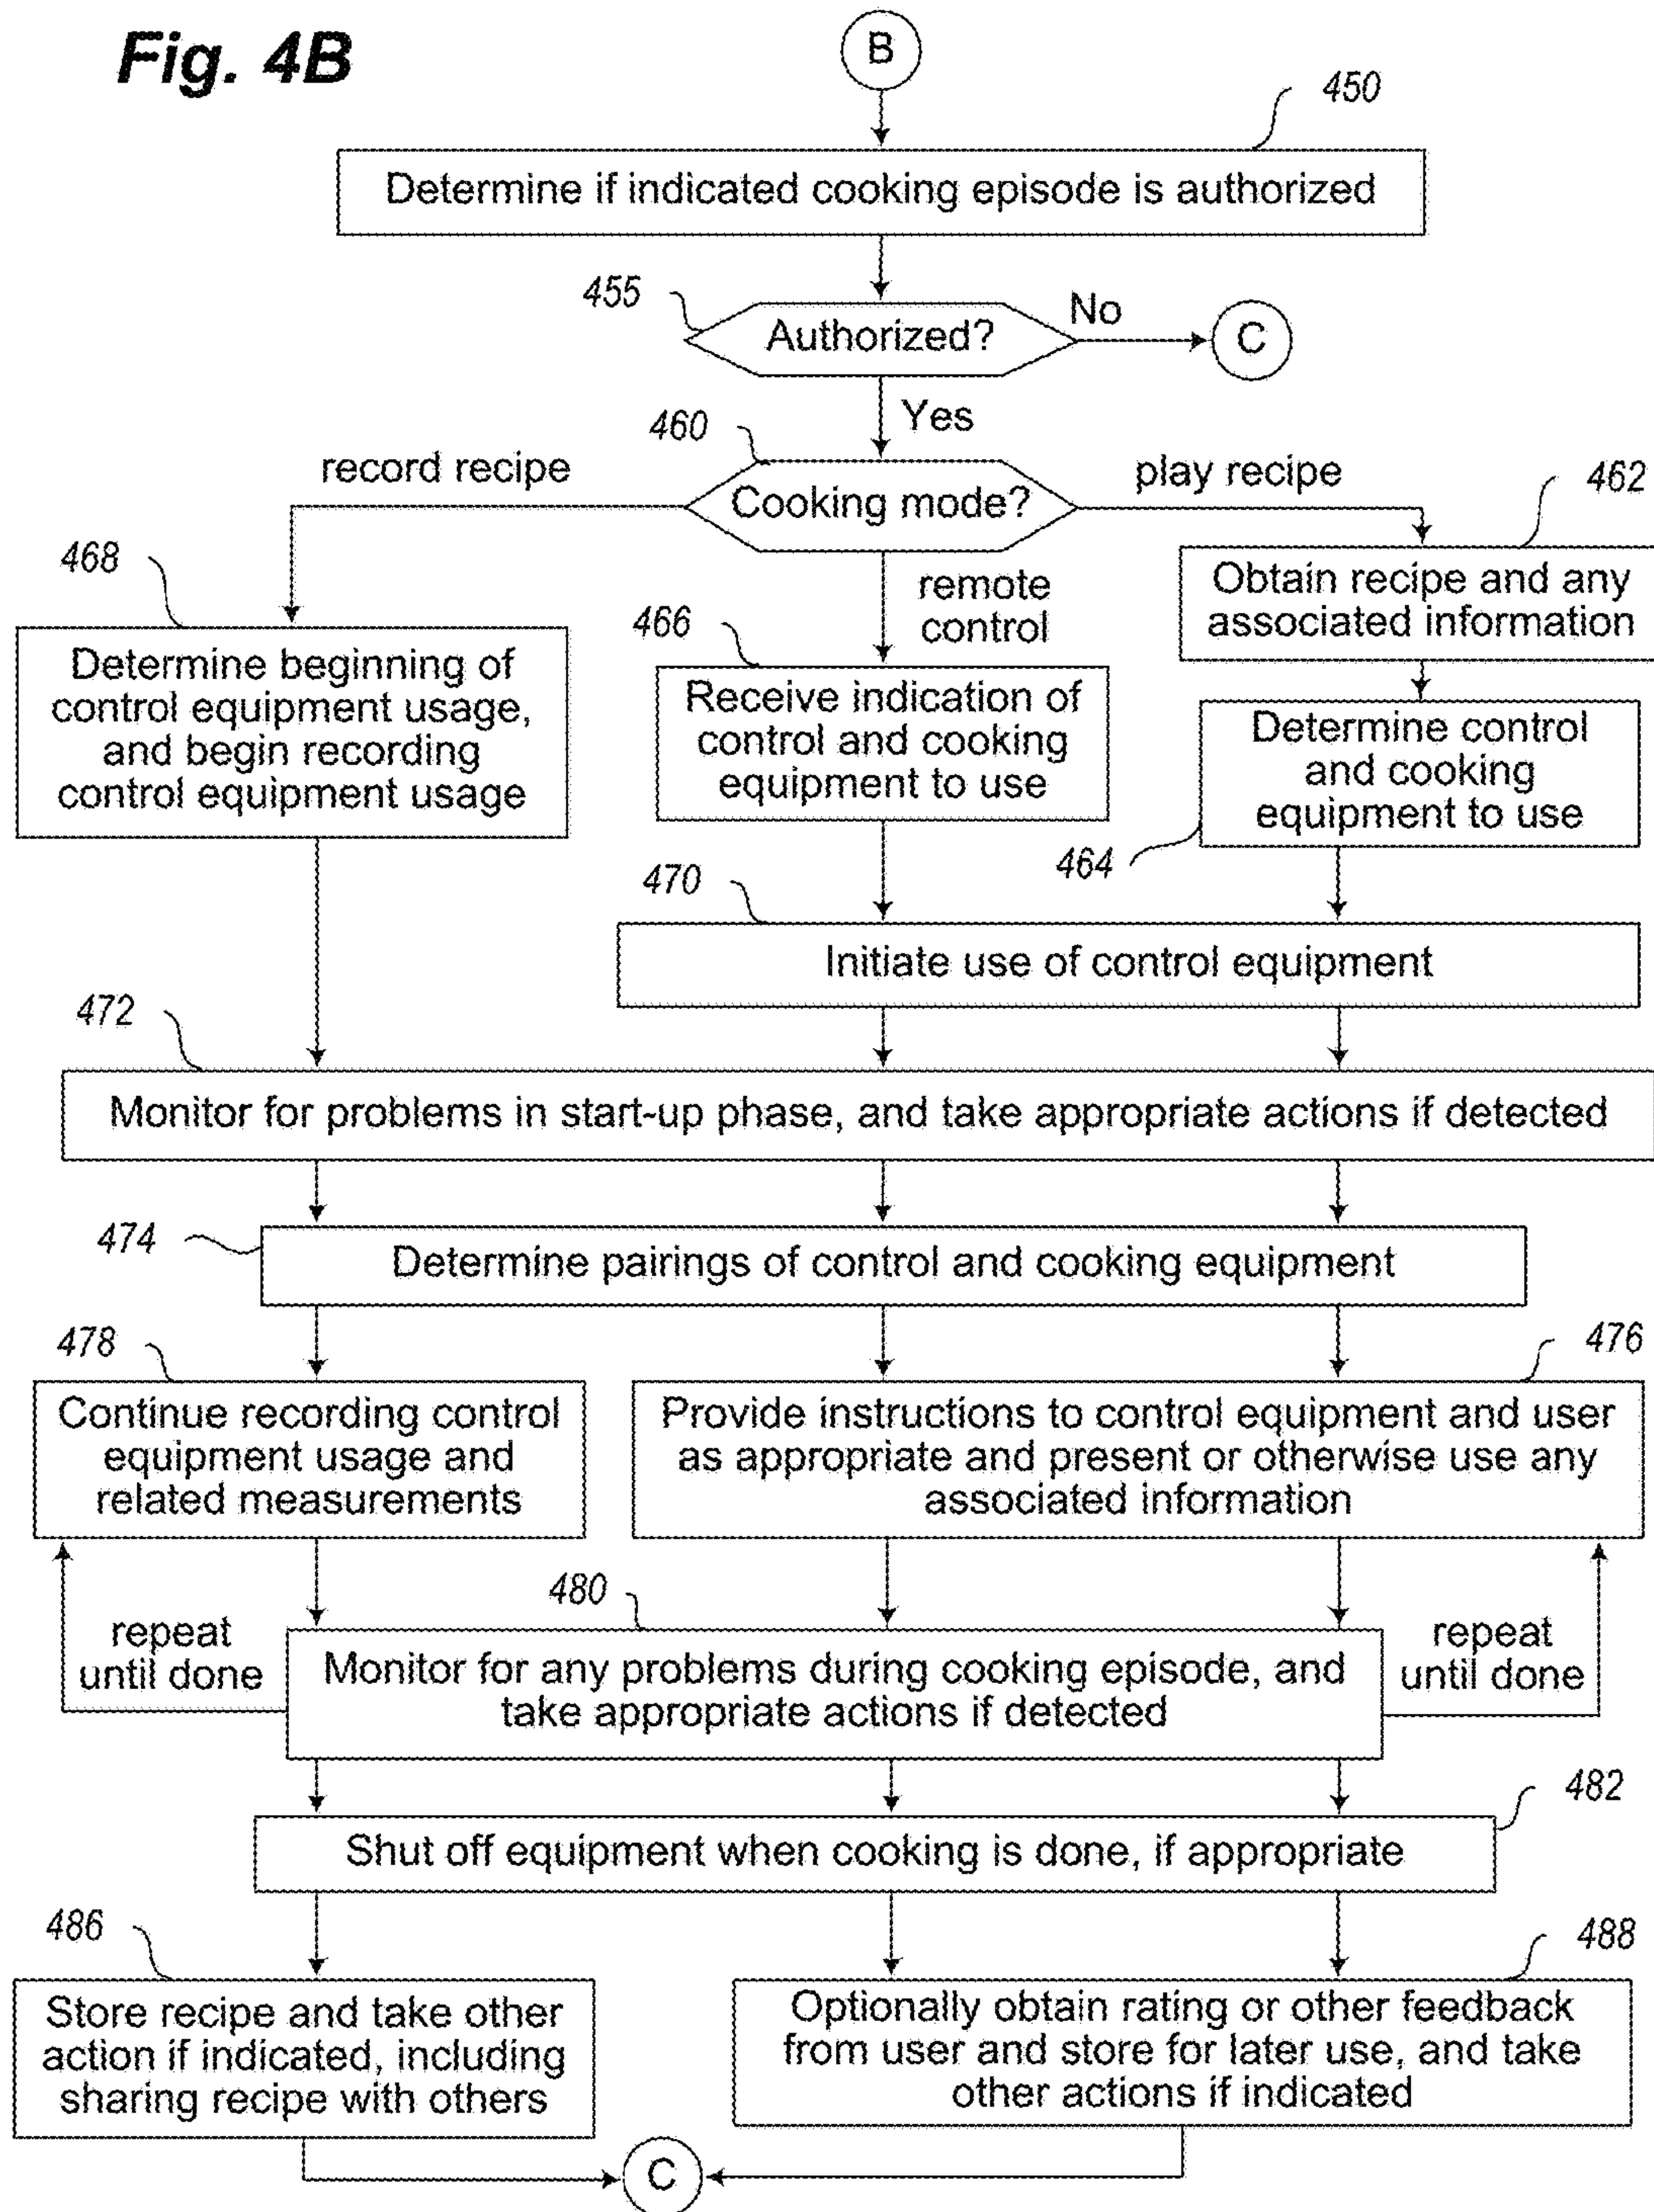 Fig. 4B
B
450
Determine if indicated cooking episode is authorized
455
Authorized?
No
C
Yes
460
Cooking mode?
record recipe
play recipe
462
468
remote
control
Obtain recipe and any
associated information
466
Determine beginning of
control equipment usage,
and begin recording
control equipment usage
Receive indication of
control and cooking
equipment to use
Determine control
and cooking
equipment to use
464
470
Initiate use of control equipment
472
Monitor for problems in start-up phase, and take appropriate actions if detected
474
Determine pairings of control and cooking equipment
478
476
Continue recording control
equipment usage and
related measurements
Provide instructions to control equipment and user
as appropriate and present or otherwise use any
associated information
480
repeat
until done
Monitor for any problems during cooking episode, and
take appropriate actions if detected
repeat
until done
482
Shut off equipment when cooking is done, if appropriate
486
488
Store recipe and take other
action if indicated, including
sharing recipe with others
Optionally obtain rating or other feedback
from user and store for later use, and take
other actions if indicated
C